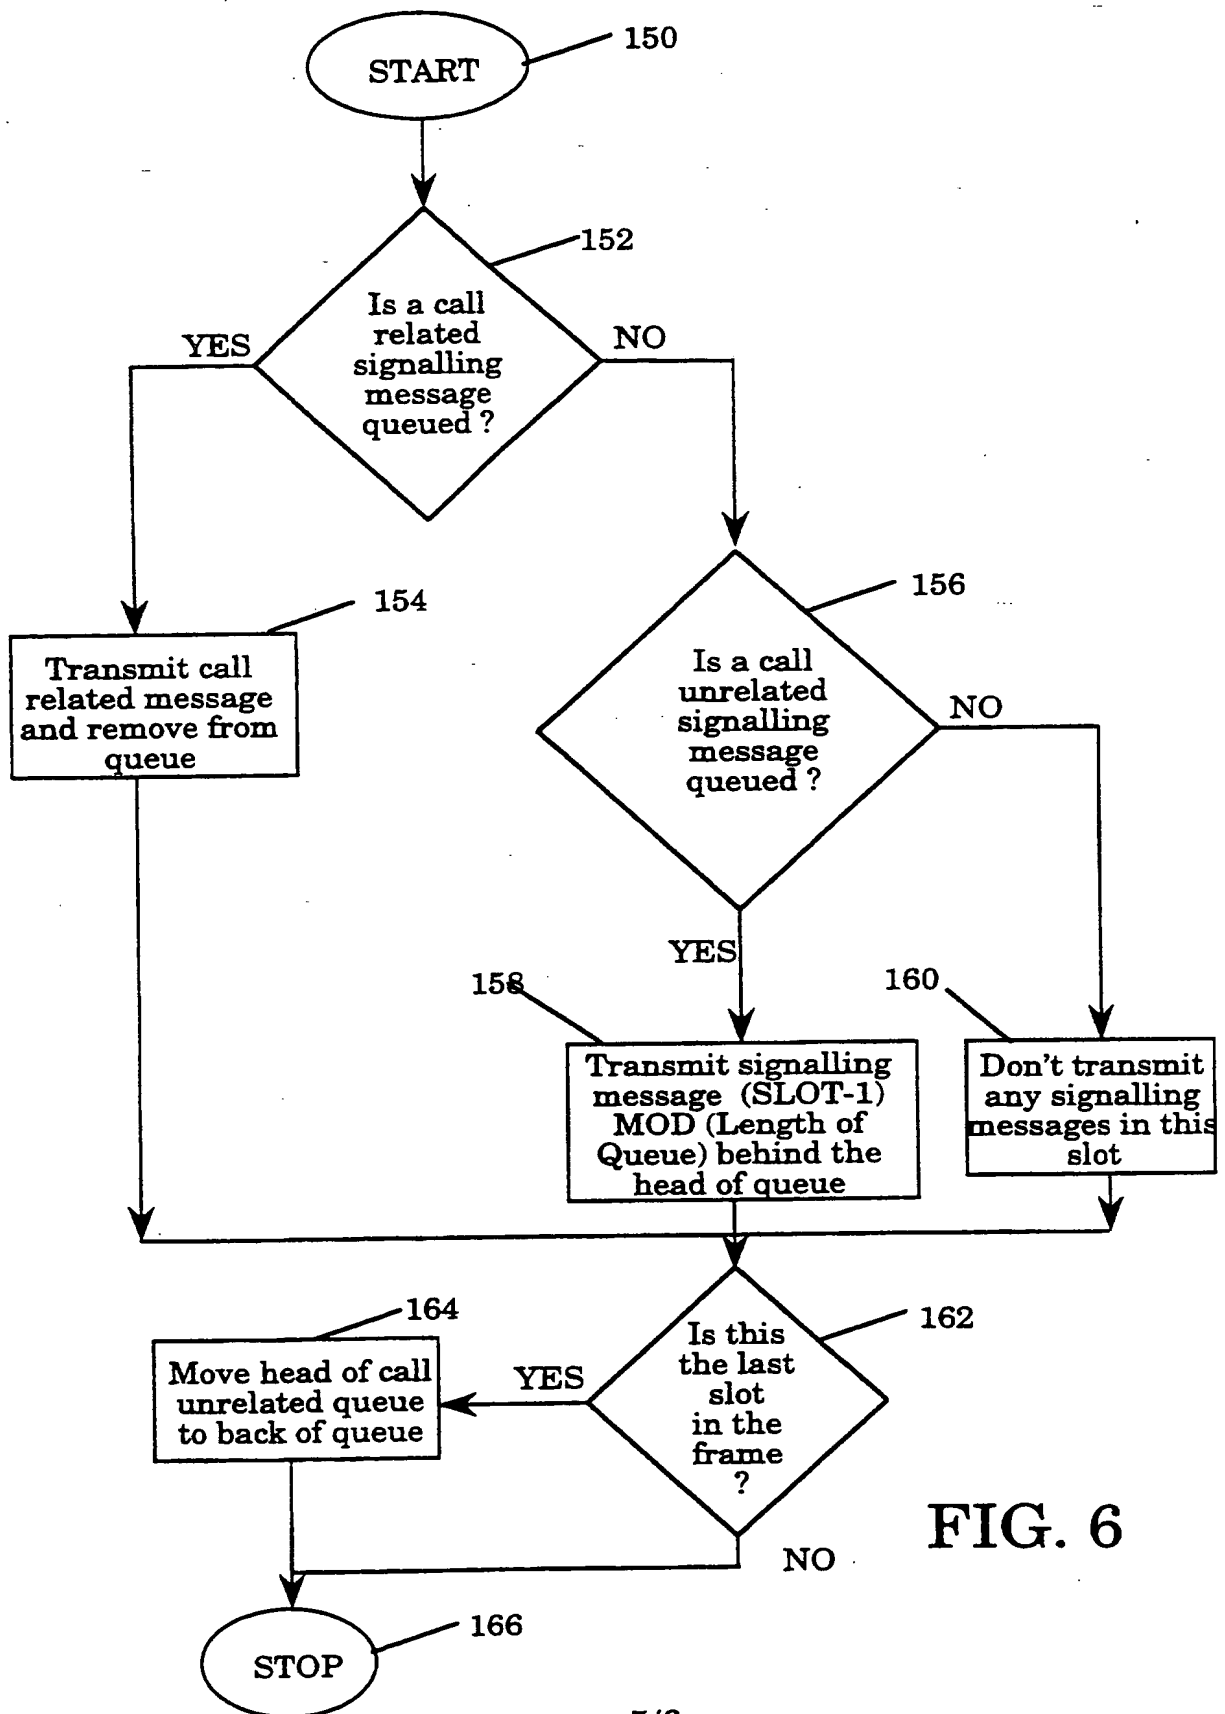 150
START
152
Is a call
related
signalling
message
queued ?
YES
NO
154
Transmit call
related message
and remove from
queue
156
Is a call
unrelated
signalling
message
queued ?
NO
YES
158
160
Transmit signalling
message (SLOT-1)
MOD (Length of
Queue) behind the
head of queue
Don't transmit
any signalling
messages in this
slot
164
162
Move head of call
unrelated queue
to back of queue
YES
Is this
the last
slot
in the
frame
?
NO
FIG. 6
166
STOP